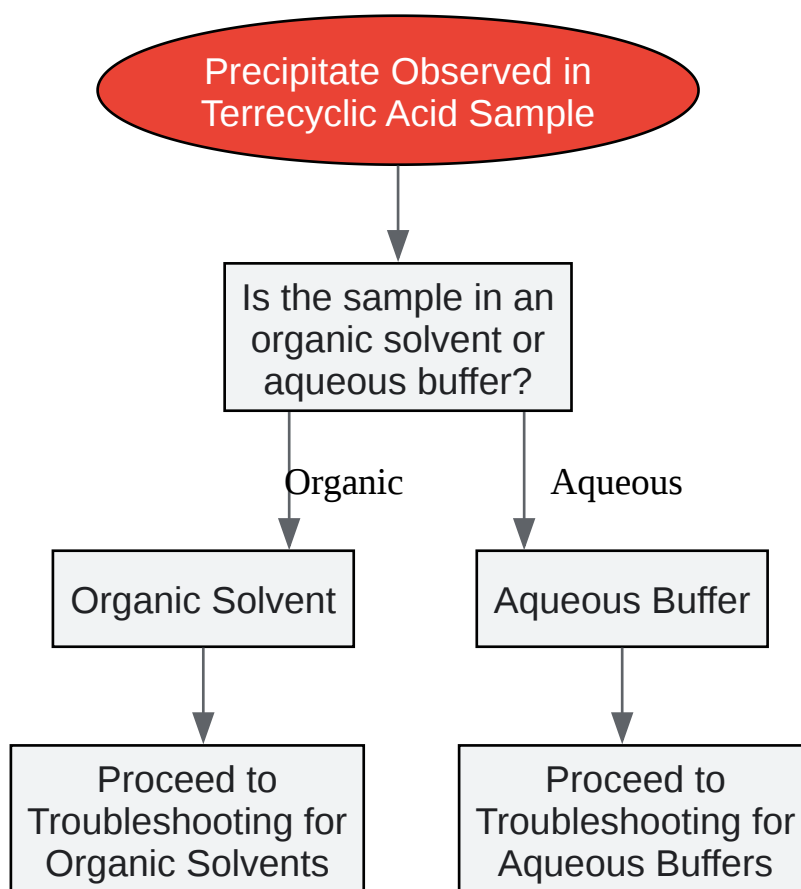 Precipitate Observed in
Terrecyclic Acid Sample
Is the sample in an
organic solvent or
aqueous buffer?
Organic
Aqueous
Organic Solvent
Aqueous Buffer
Proceed to
Troubleshooting for
Organic Solvents
Proceed to
Troubleshooting for
Aqueous Buffers